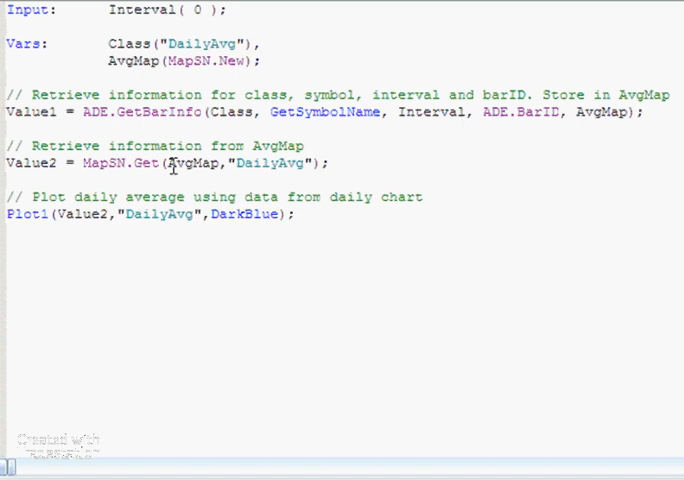 Input: Interval( 0 );
Vars: Class("DailyAvg"),
AvgMap(MapSN.New);
// Retrieve information for class, symbol, interval and barID. Store in AvgMap
Value1 = ADE.GetBarInfo(Class, GetSymbolName, Interval, ADE.BarID, AvgMap);
// Retrieve information from AvgMap
Value2 = MapSN.Get(AvgMap,"DailyAvg");
// Plot daily average using data from daily chart
Plot1(Value2,"DailyAvg",DarkBlue);
Created with